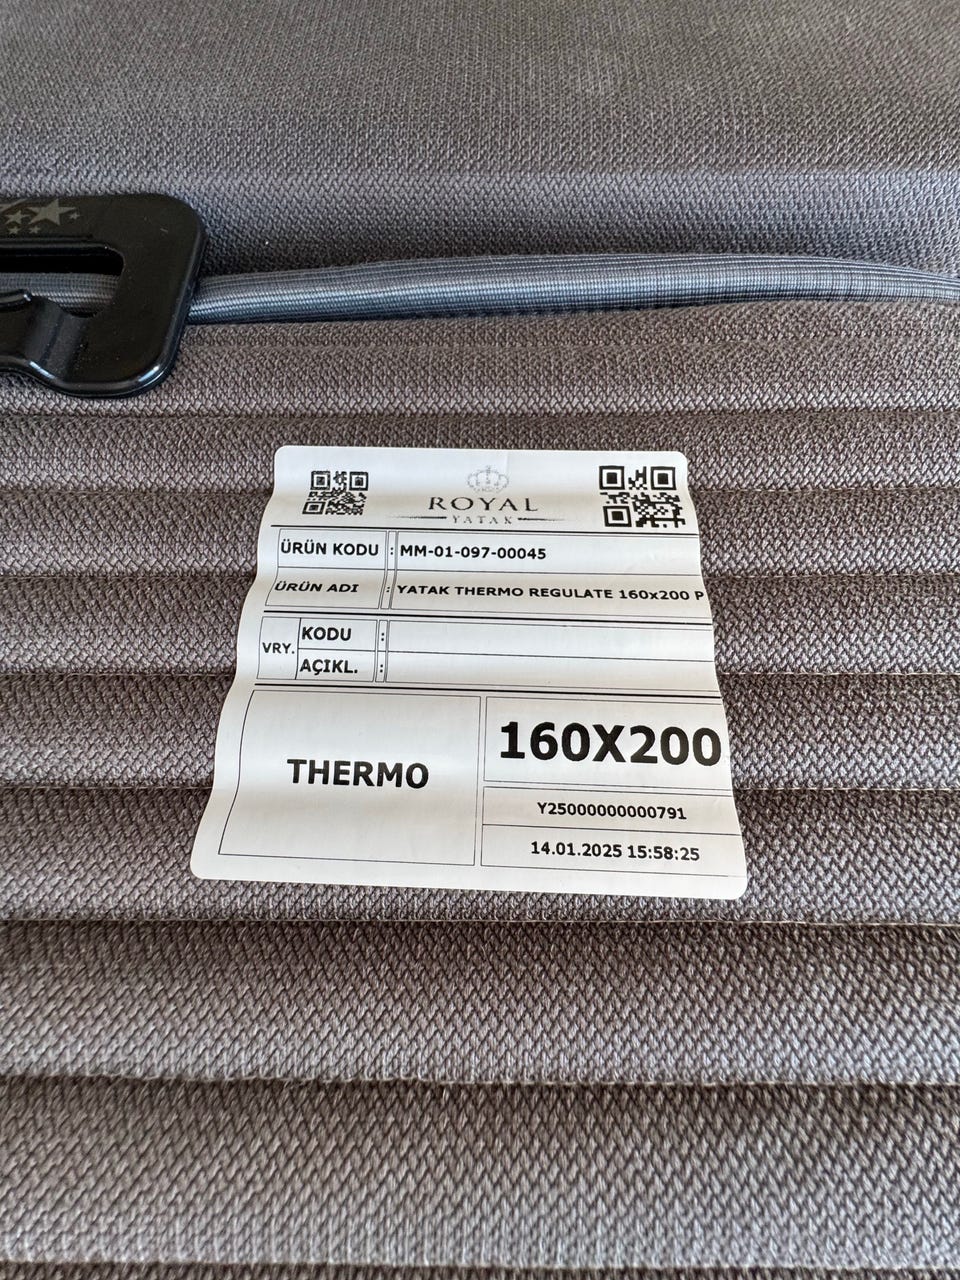 ROYAL
YATAK
ÜRÜN KODU : MM-01-097-00045
ÜRÜN ADI : YATAK THERMO REGULATE 160x200 P
VRY. KODU :
AÇIKL. :
THERMO
160X200
Y25000000000791
14.01.2025 15:58:25